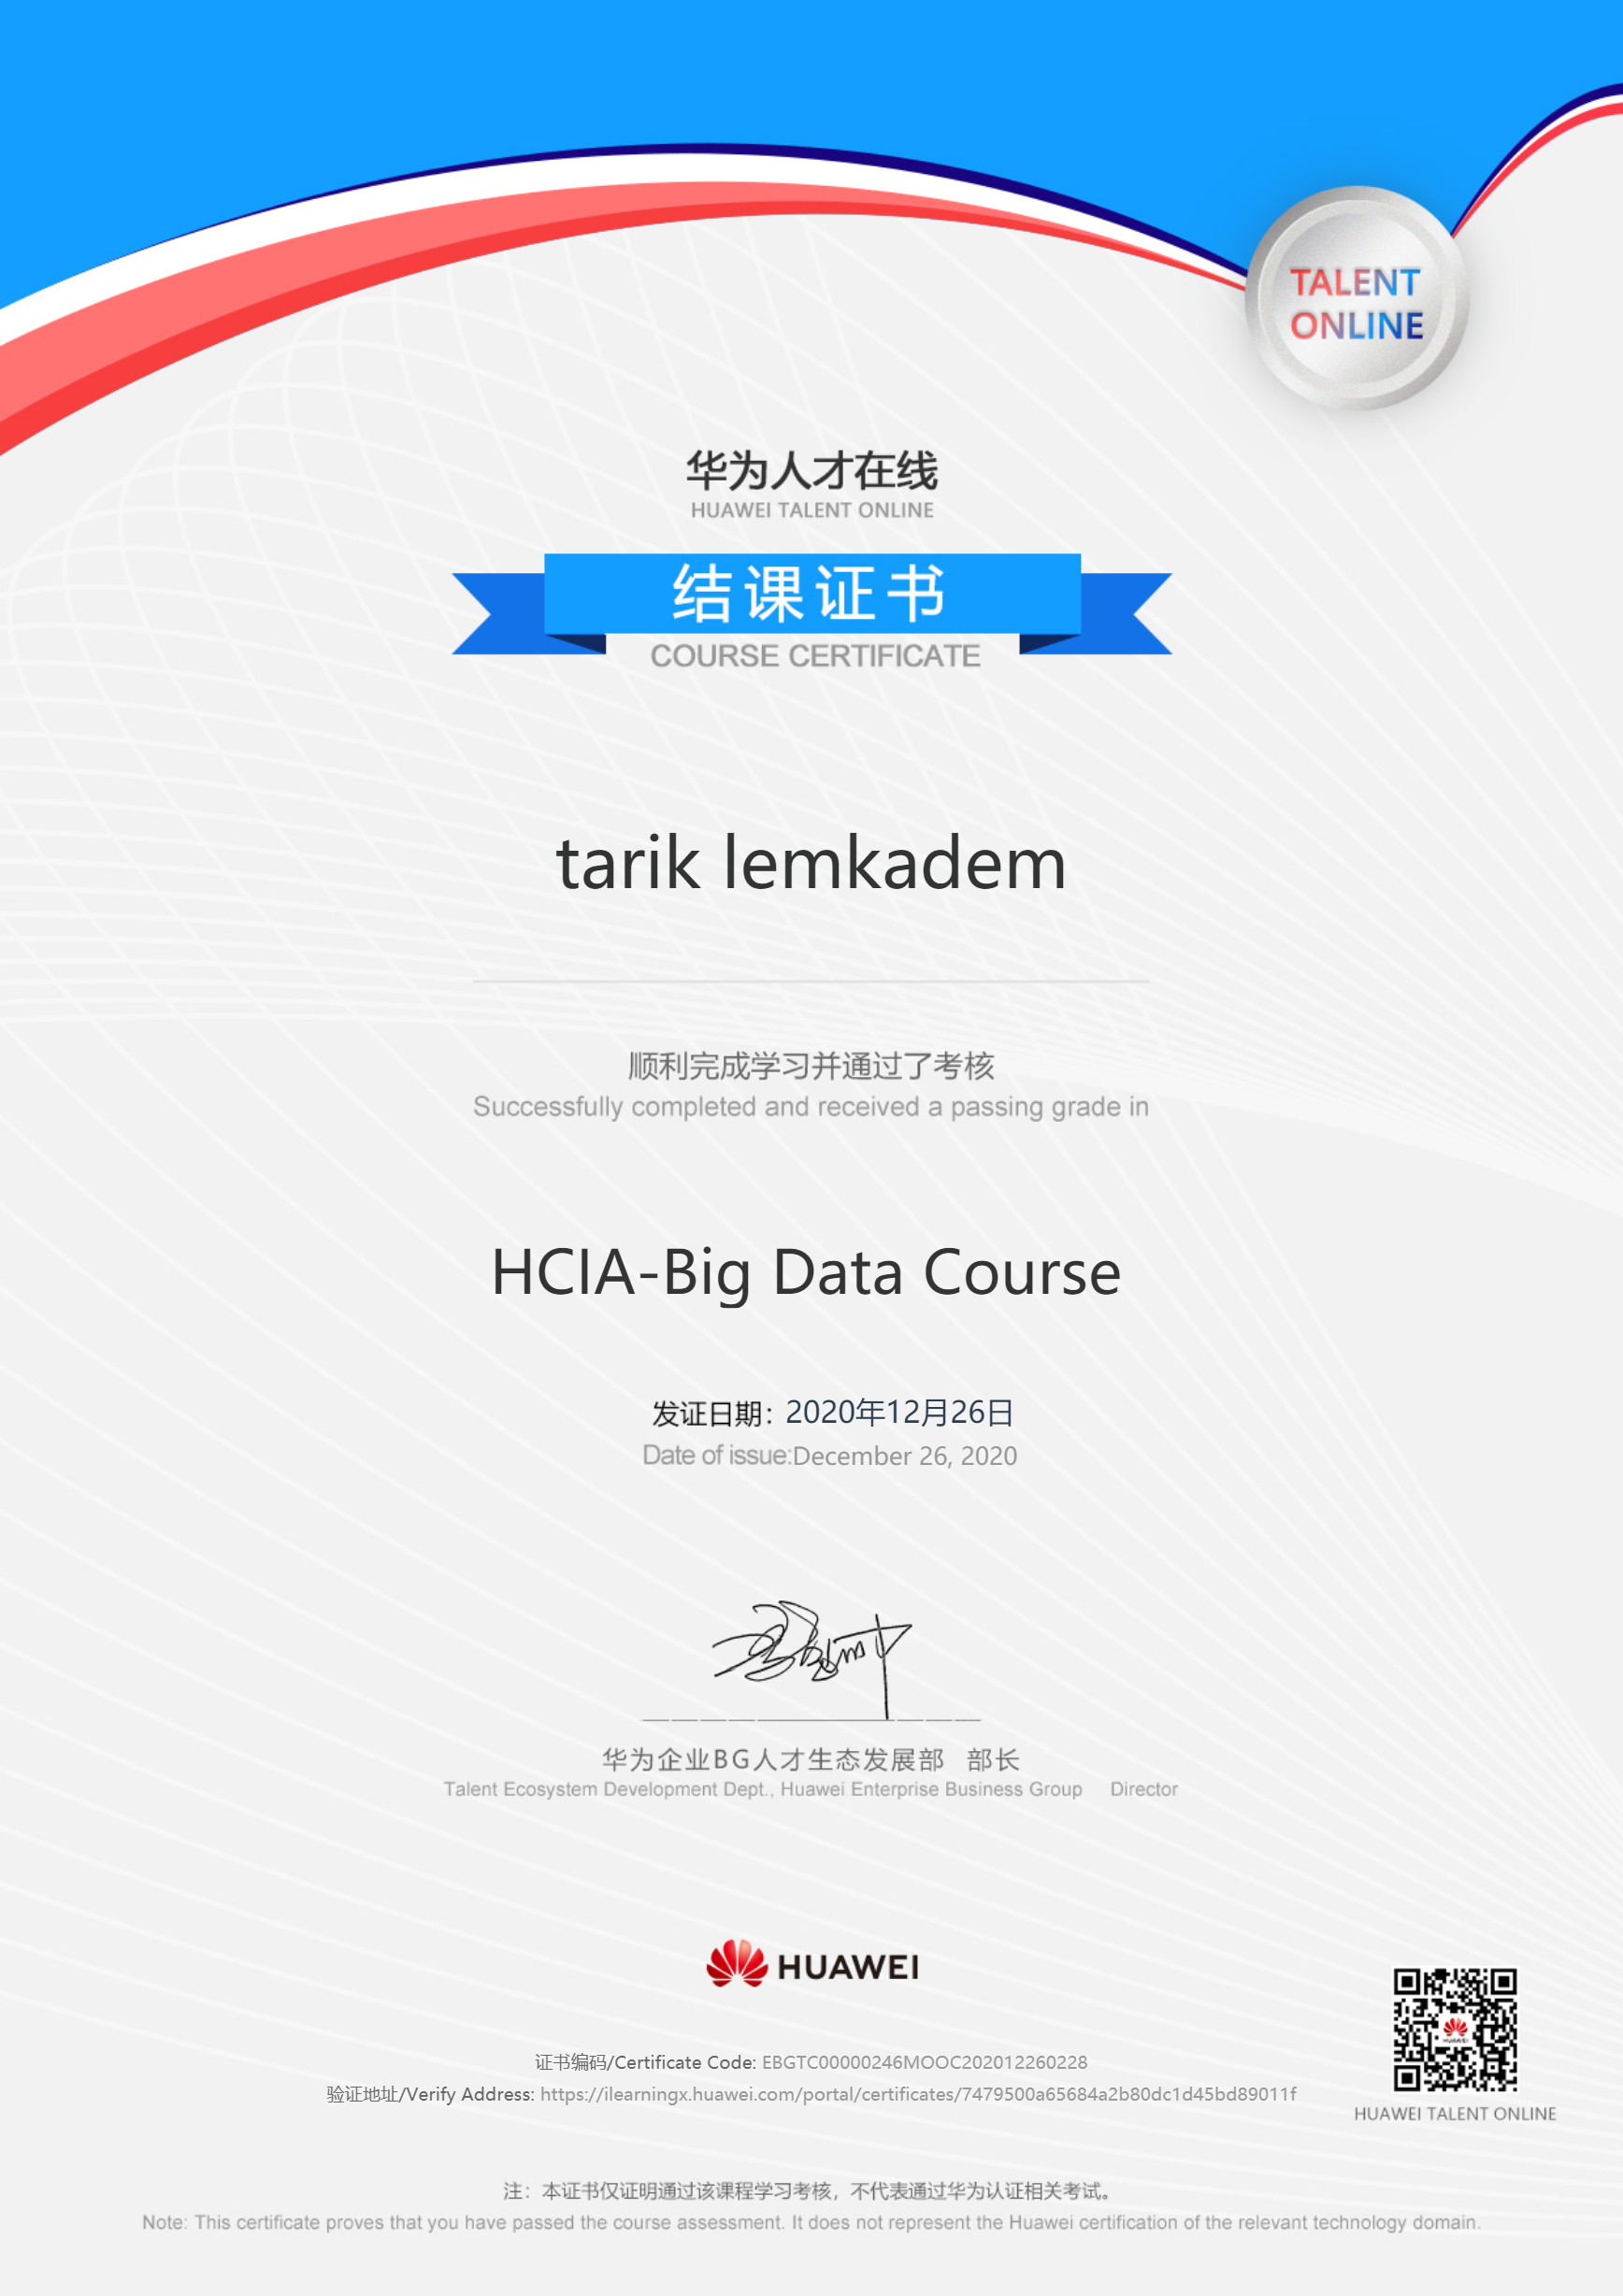 TALENT
ONLINE
华为人才在线
HUAWEI TALENT ONLINE
结课证书
COURSE CERTIFICATE
tarik lemkadem
顺利完成学习并通过了考核
Successfully completed and received a passing grade in
HCIA-Big Data Course
发证日期：2020年12月26日
Date of issue:December 26, 2020
华为企业BG人才生态发展部 部长
Talent Ecosystem Development Dept., Huawei Enterprise Business Group Director
HUAWEI
证书编码/Certificate Code: EBGTC00000246MOOC202012260228
验证地址/Verify Address: https://ilearningx.huawei.com/portal/certificates/7479500a65684a2b80dc1d45bd89011f
HUAWEI TALENT ONLINE
注：本证书仅证明通过该课程学习考核，不代表通过华为认证相关考试。
Note: This certificate proves that you have passed the course assessment. It does not represent the Huawei certification of the relevant technology domain.